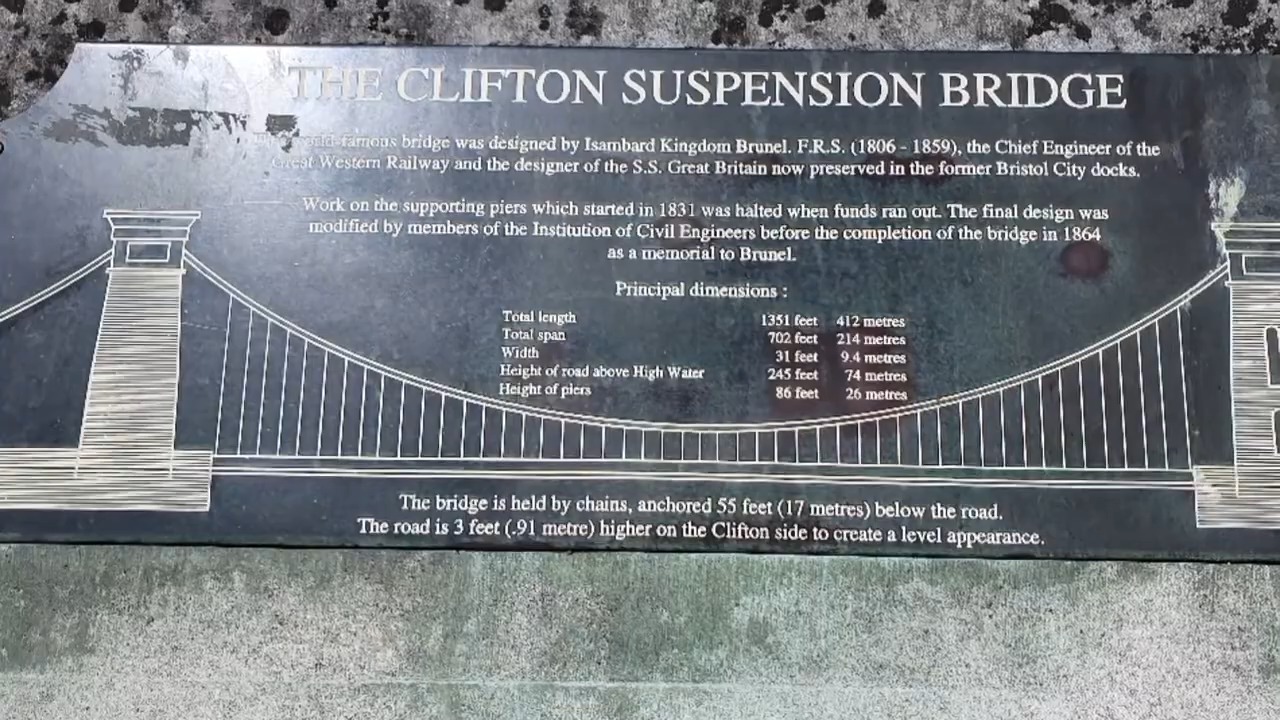 THE CLIFTON SUSPENSION BRIDGE
world-famous bridge was designed by Isambard Kingdom Brunel. F.R.S. (1806 - 1859), the Chief Engineer of the
Great Western Railway and the designer of the S.S. Great Britain now preserved in the former Bristol City docks.
Work on the supporting piers which started in 1831 was halted when funds ran out. The final design was
modified by members of the Institution of Civil Engineers before the completion of the bridge in 1864
as a memorial to Brunel.
Principal dimensions :
Total length 1351 feet 412 metres
Total span 702 feet 214 metres
Width 31 feet 9.4 metres
Height of road above High Water 245 feet 74 metres
Height of piers 86 feet 26 metres
The bridge is held by chains, anchored 55 feet (17 metres) below the road.
The road is 3 feet (.91 metre) higher on the Clifton side to create a level appearance.